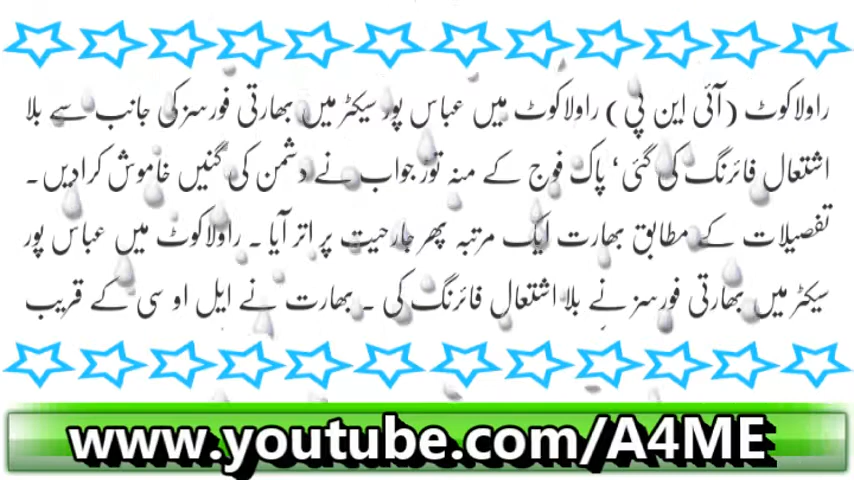 راولاکوٹ (آئی این پی) راولاکوٹ میں عباس پور سیکٹر میں بھارتی فورسز کی جانب سے بلا
اشتعال فائرنگ کی گئی‘ پاک فوج کے منہ توڑ جواب نے دشمن کی گنیں خاموش کرادیں۔
تفصیلات کے مطابق بھارت ایک مرتبہ پھر جارحیت پر اتر آیا ۔ راولاکوٹ میں عباس پور
سیکٹر میں بھارتی فورسز نے بلا اشتعال فائرنگ کی ۔ بھارت نے ایل او سی کے قریب
www.youtube.com/A4ME